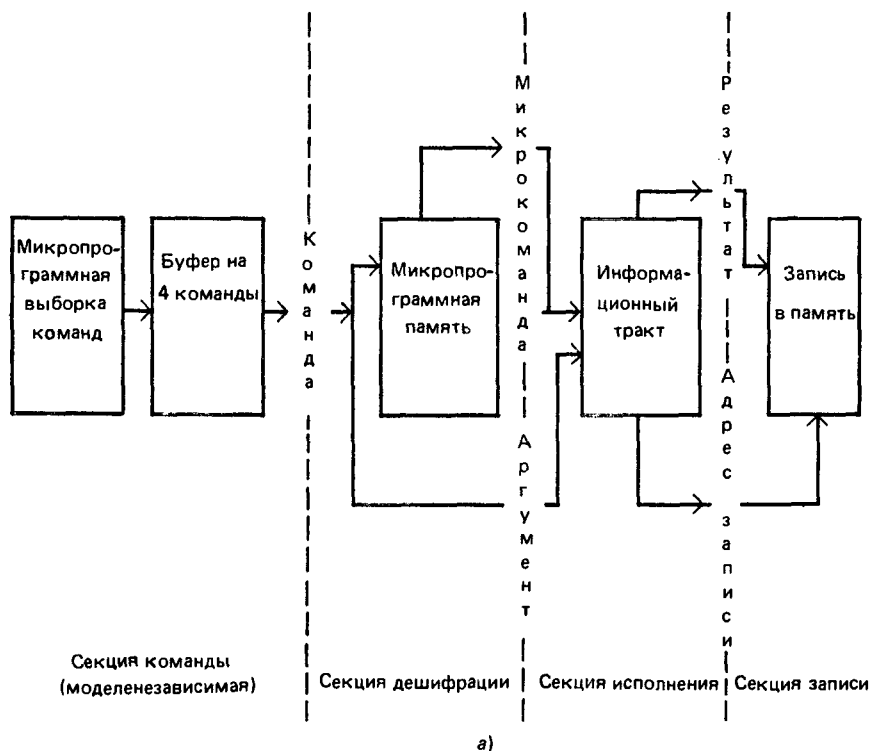 Микропро-
граммная
выборка
команд
Буфер на
4 команды
Команда
Микропро-
граммная
память
Микрокоманда
Аргумент
Информа-
ционный
тракт
Результат
Адрес записи
Запись
в память
Секция команды
(моделенезависимая)
Секция дешифрации
Секция исполнения
Секция записи
а)